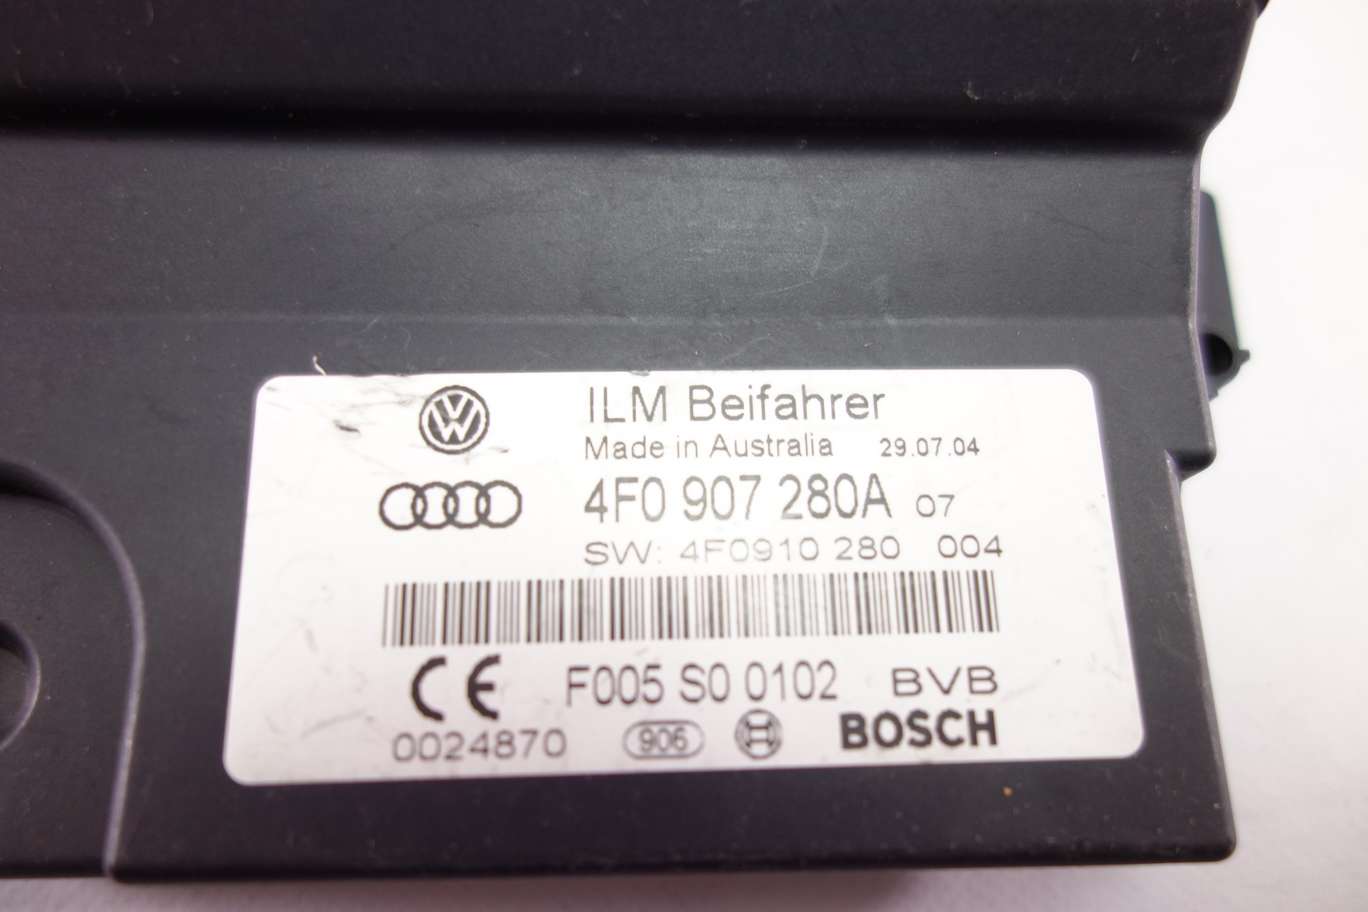 ILM Beifahrer
Made in Australia 29.07.04
4F0 907 280A 07
SW: 4F0910 280 004
CE F005 S0 0102 BVB
0024870 906 BOSCH